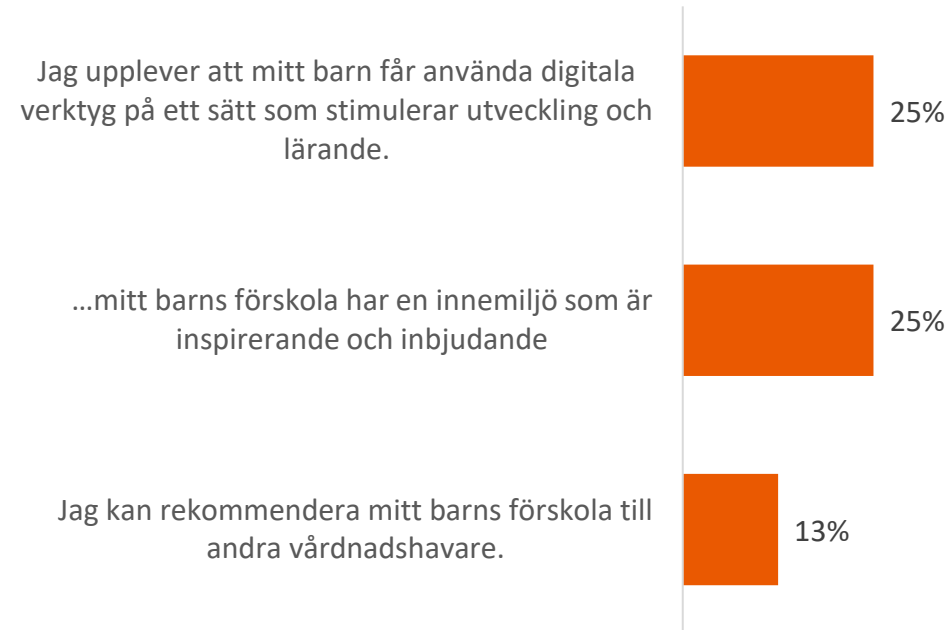 Jag upplever att mitt barn får använda digitala
verktyg på ett sätt som stimulerar utveckling och
lärande.
25%
…mitt barns förskola har en innemiljö som är
inspirerande och inbjudande
25%
Jag kan rekommendera mitt barns förskola till
andra vårdnadshavare.
13%